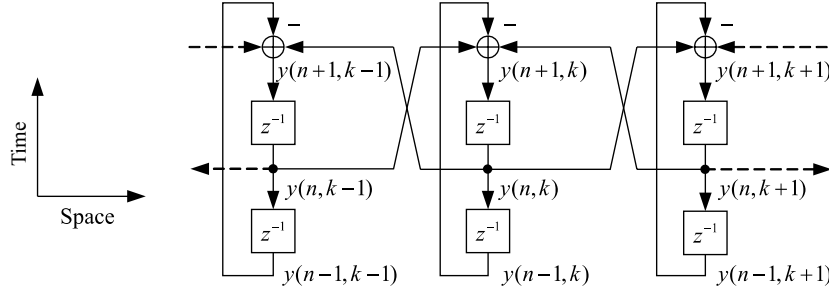 − − −
y(n+1,k−1) y(n+1,k) y(n+1,k+1)
z⁻¹ z⁻¹ z⁻¹
Time
y(n,k−1) y(n,k) y(n,k+1)
Space
z⁻¹ z⁻¹ z⁻¹
y(n−1,k−1) y(n−1,k) y(n−1,k+1)